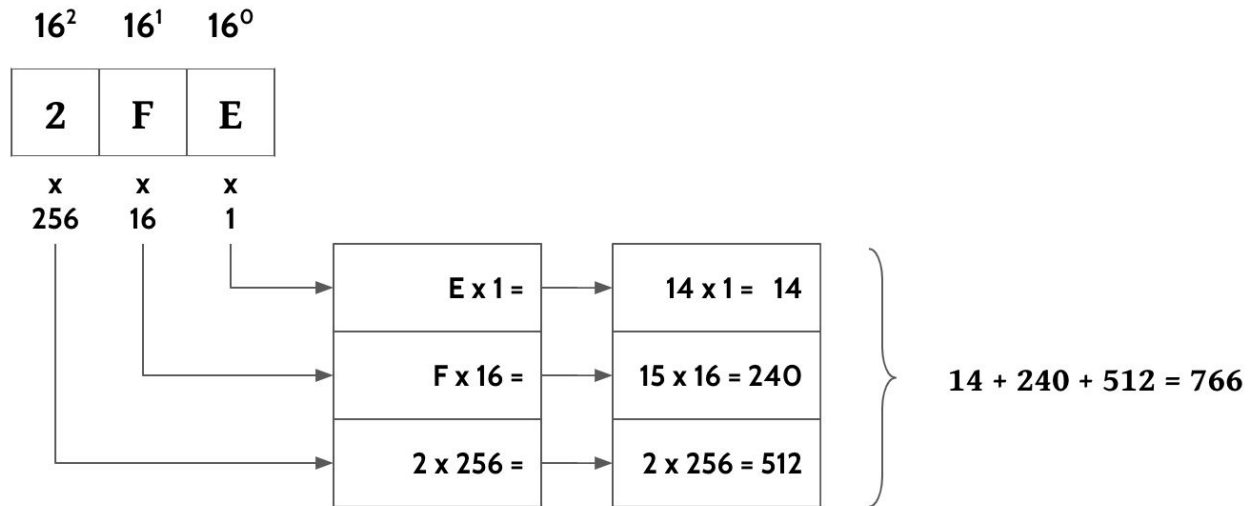 16² 16¹ 16⁰
2 F E
x x x
256 16 1
E x 1 = 14 x 1 = 14
F x 16 = 15 x 16 = 240
14 + 240 + 512 = 766
2 x 256 = 2 x 256 = 512